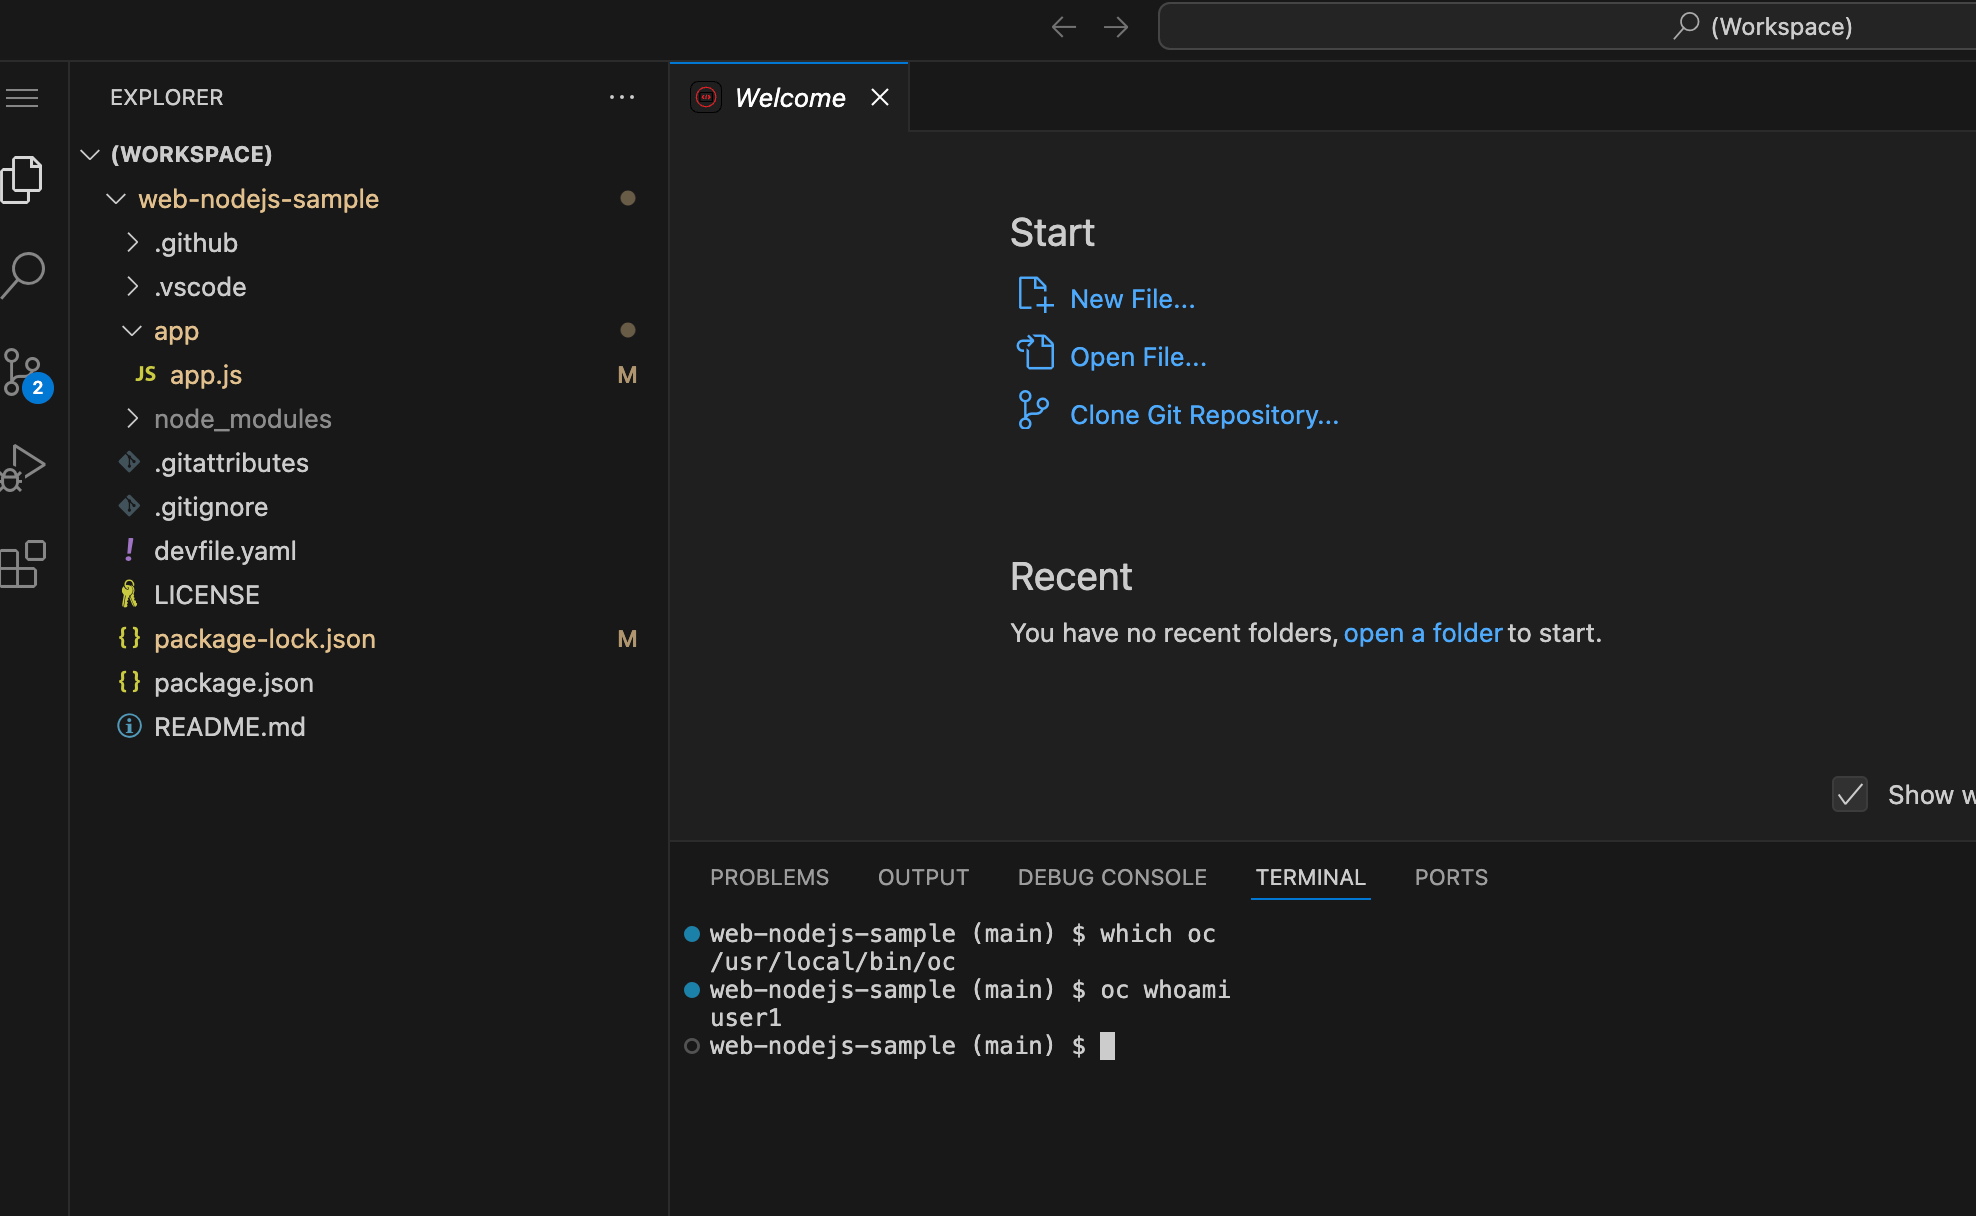 (Workspace)
EXPLORER
Welcome
(WORKSPACE)
web-nodejs-sample
.github
.vscode
app
JS app.js M
node_modules
.gitattributes
.gitignore
! devfile.yaml
LICENSE
{} package-lock.json M
{} package.json
README.md
2
Start
New File...
Open File...
Clone Git Repository...
Recent
You have no recent folders, open a folder to start.
Show w
PROBLEMS OUTPUT DEBUG CONSOLE TERMINAL PORTS
web-nodejs-sample (main) $ which oc
/usr/local/bin/oc
web-nodejs-sample (main) $ oc whoami
user1
web-nodejs-sample (main) $